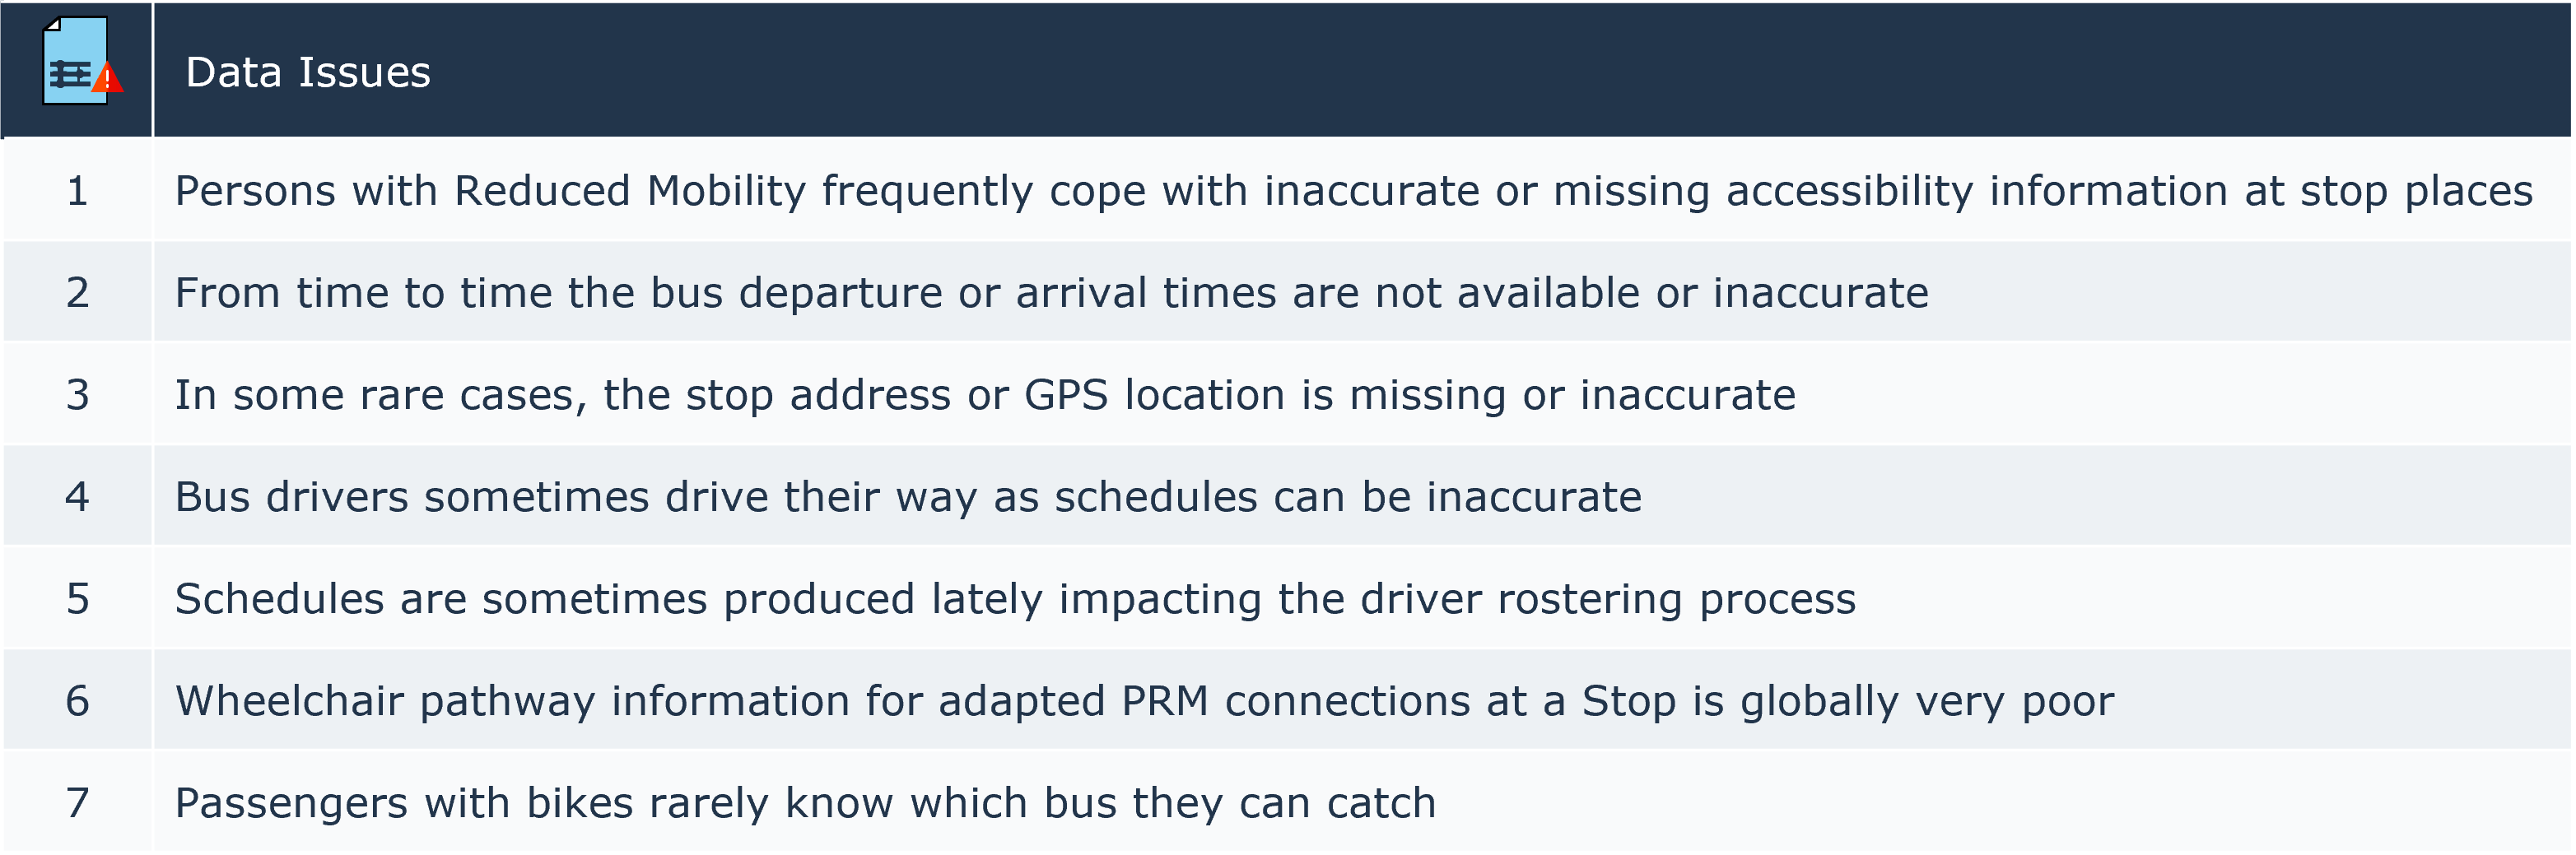 Data Issues
1 Persons with Reduced Mobility frequently cope with inaccurate or missing accessibility information at stop places
2 From time to time the bus departure or arrival times are not available or inaccurate
3 In some rare cases, the stop address or GPS location is missing or inaccurate
4 Bus drivers sometimes drive their way as schedules can be inaccurate
5 Schedules are sometimes produced lately impacting the driver rostering process
6 Wheelchair pathway information for adapted PRM connections at a Stop is globally very poor
7 Passengers with bikes rarely know which bus they can catch